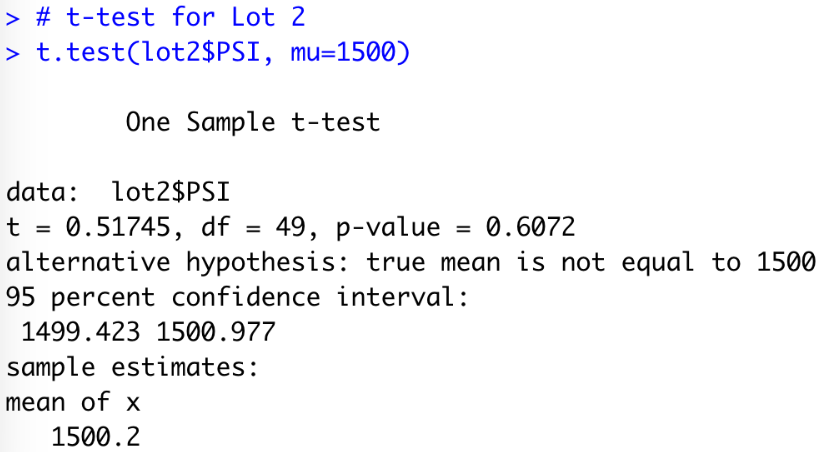 > # t-test for Lot 2
> t.test(lot2$PSI, mu=1500)
One Sample t-test
data:  lot2$PSI
t = 0.51745, df = 49, p-value = 0.6072
alternative hypothesis: true mean is not equal to 1500
95 percent confidence interval:
1499.423 1500.977
sample estimates:
mean of x
1500.2